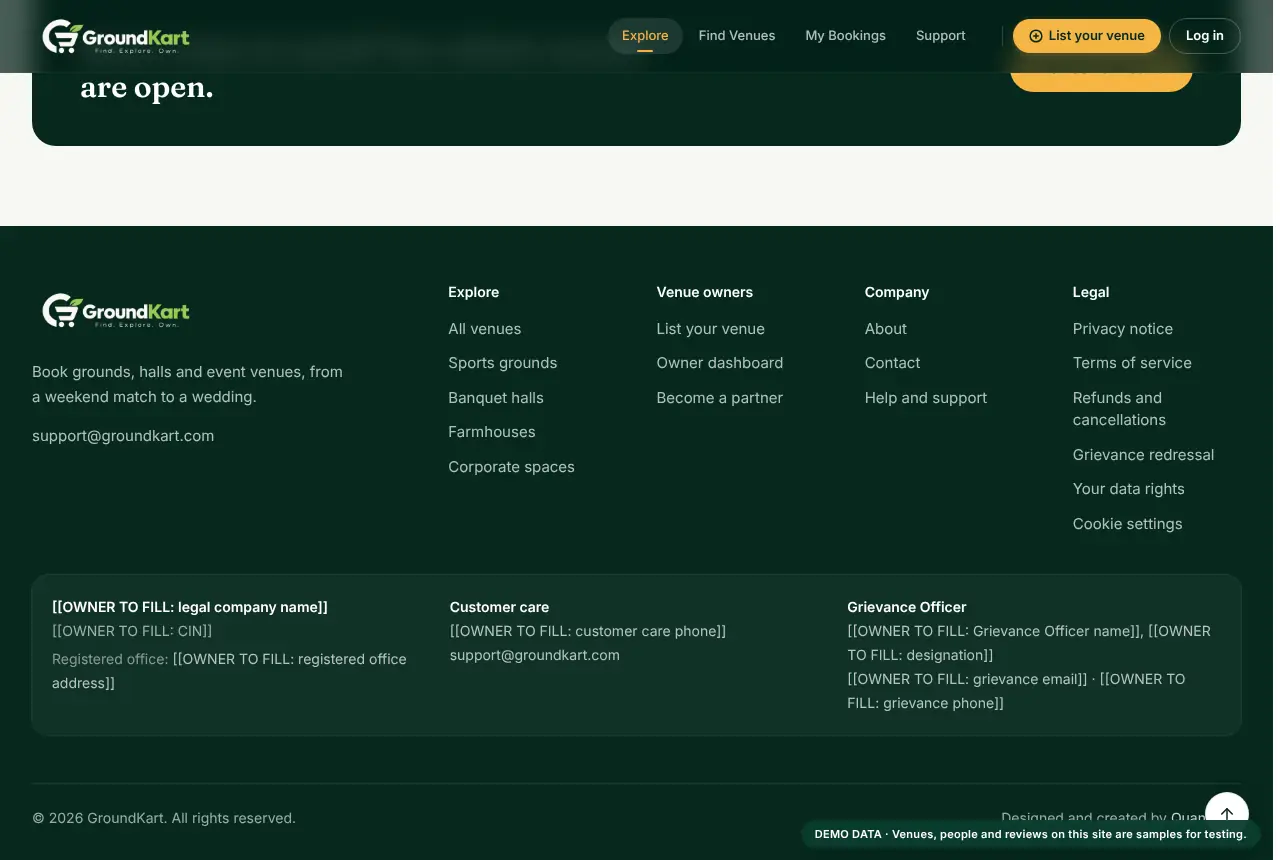 GroundKart
Find. Explore. Own.
Explore
Find Venues
My Bookings
Support
List your venue
Log in
are open.
GroundKart
Find. Explore. Own.
Book grounds, halls and event venues, from
a weekend match to a wedding.
support@groundkart.com
Explore
All venues
Sports grounds
Banquet halls
Farmhouses
Corporate spaces
Venue owners
List your venue
Owner dashboard
Become a partner
Company
About
Contact
Help and support
Legal
Privacy notice
Terms of service
Refunds and
cancellations
Grievance redressal
Your data rights
Cookie settings
[[OWNER TO FILL: legal company name]]
[[OWNER TO FILL: CIN]]
Registered office: [[OWNER TO FILL: registered office
address]]
Customer care
[[OWNER TO FILL: customer care phone]]
support@groundkart.com
Grievance Officer
[[OWNER TO FILL: Grievance Officer name]], [[OWNER
TO FILL: designation]]
[[OWNER TO FILL: grievance email]] · [[OWNER TO
FILL: grievance phone]]
© 2026 GroundKart. All rights reserved.
Designed and created by
DEMO DATA · Venues, people and reviews on this site are samples for testing.